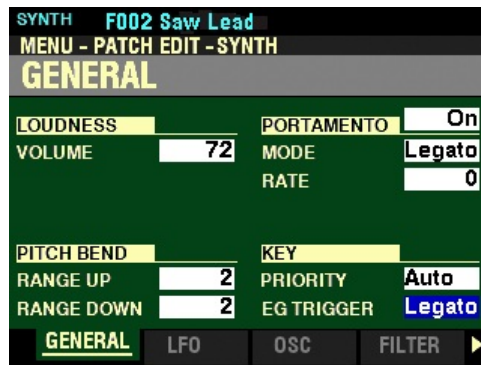 SYNTH F002 Saw Lead
MENU - PATCH EDIT - SYNTH
GENERAL
LOUDNESS
VOLUME 72
PORTAMENTO On
MODE Legato
RATE 0
PITCH BEND
RANGE UP 2
RANGE DOWN 2
KEY
PRIORITY Auto
EG TRIGGER Legato
GENERAL LFO OSC FILTER